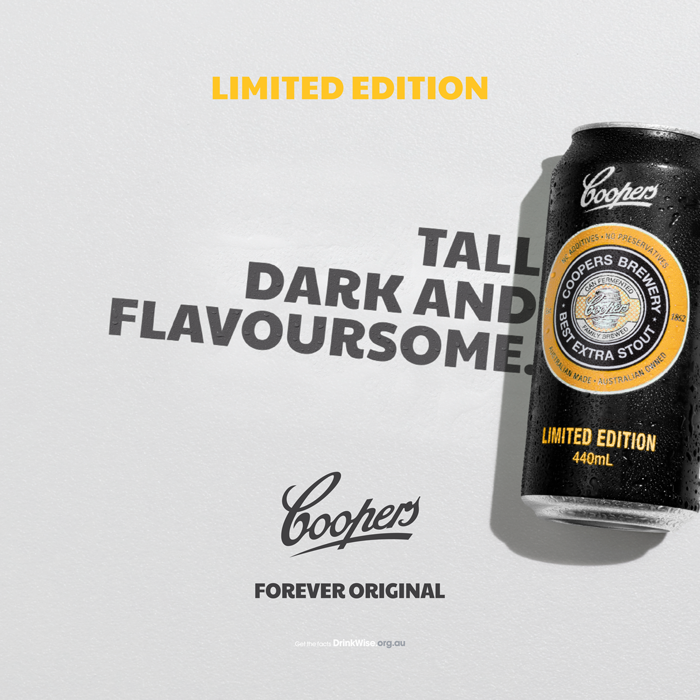 LIMITED EDITION
TALL
DARK AND
FLAVOURSOME.
Coopers
NO ADDITIVES • NO PRESERVATIVES
COOPERS BREWERY
CAN FERMENTED
Coopers
FAMILY BREWED
1862
BEST EXTRA STOUT
AUSTRALIAN MADE • AUSTRALIAN OWNED
LIMITED EDITION
440mL
Coopers
FOREVER ORIGINAL
Get the facts DrinkWise.org.au